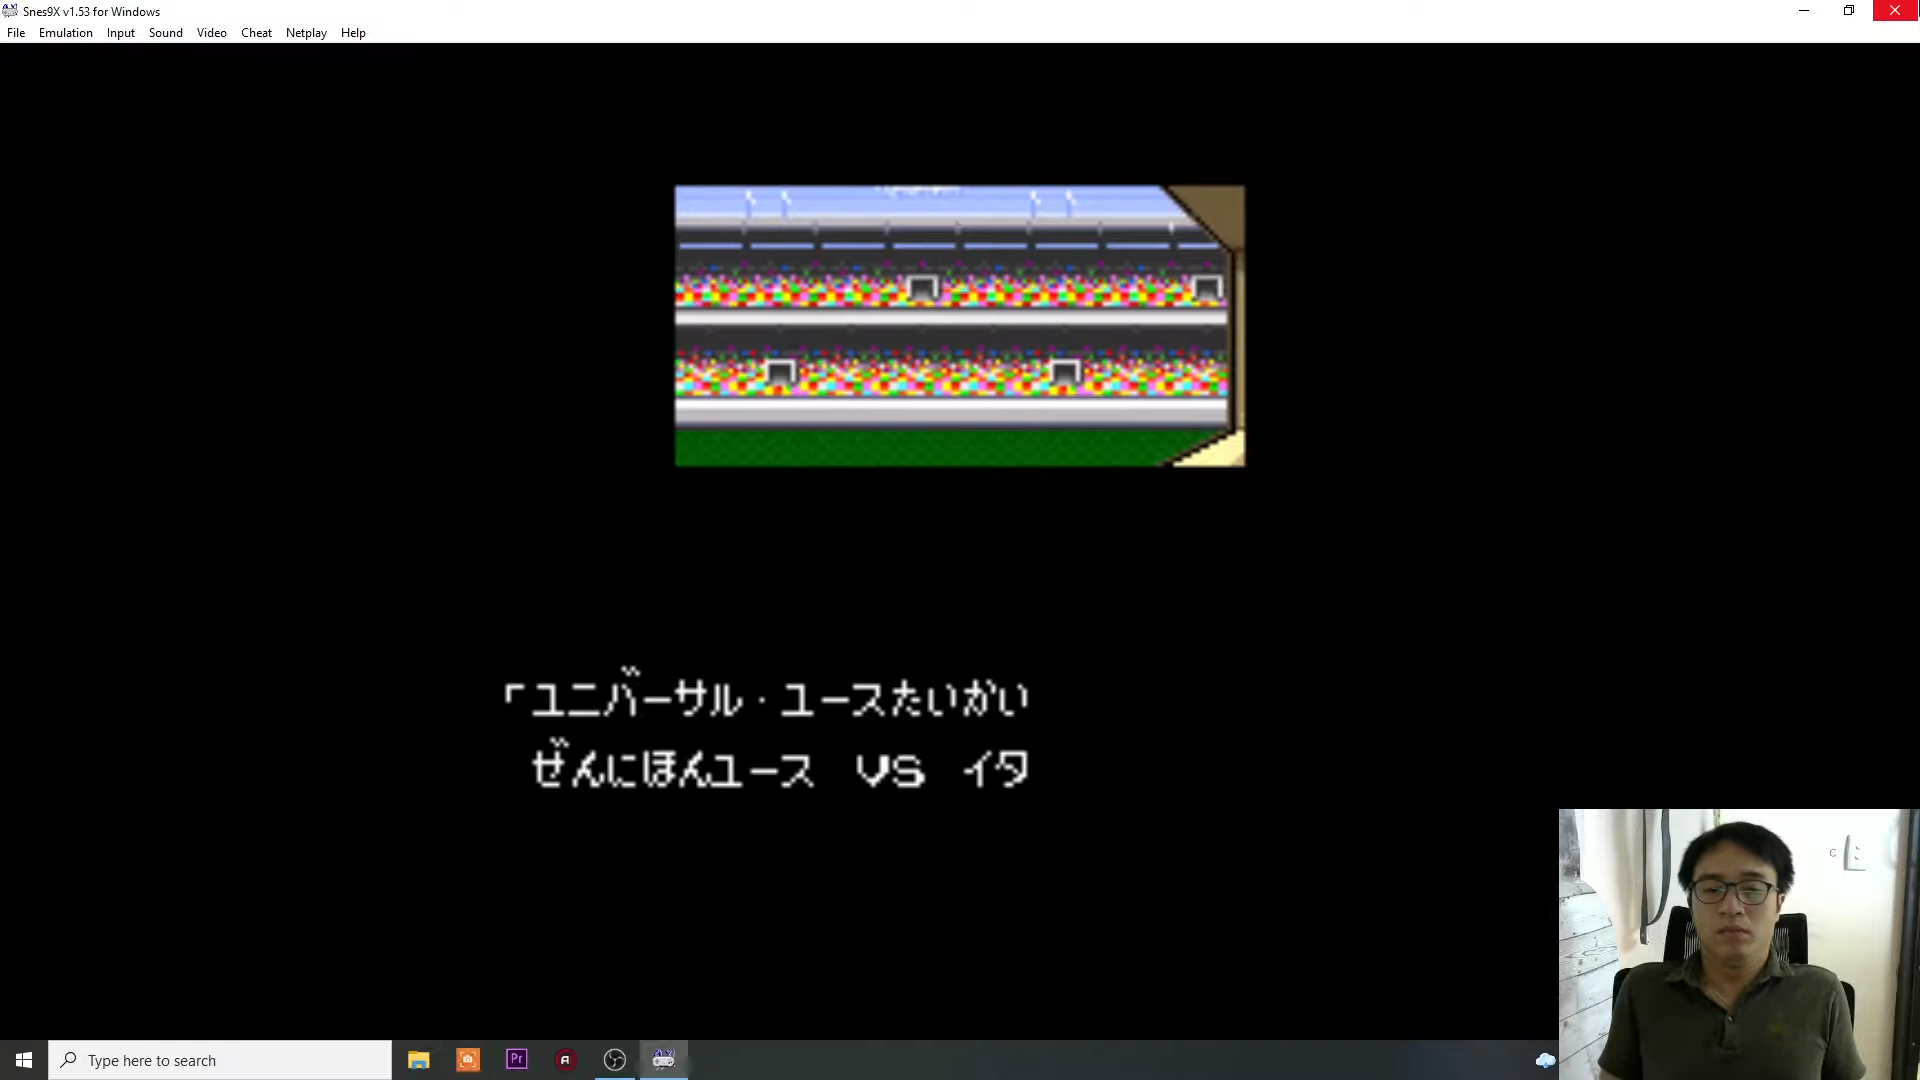 Snes9X v1.53 for Windows
File Emulation Input Sound Video Cheat Netplay Help
「ユニバーサル・ユースたいかい
ぜんにほんユース VS イタ
Type here to search
Pr